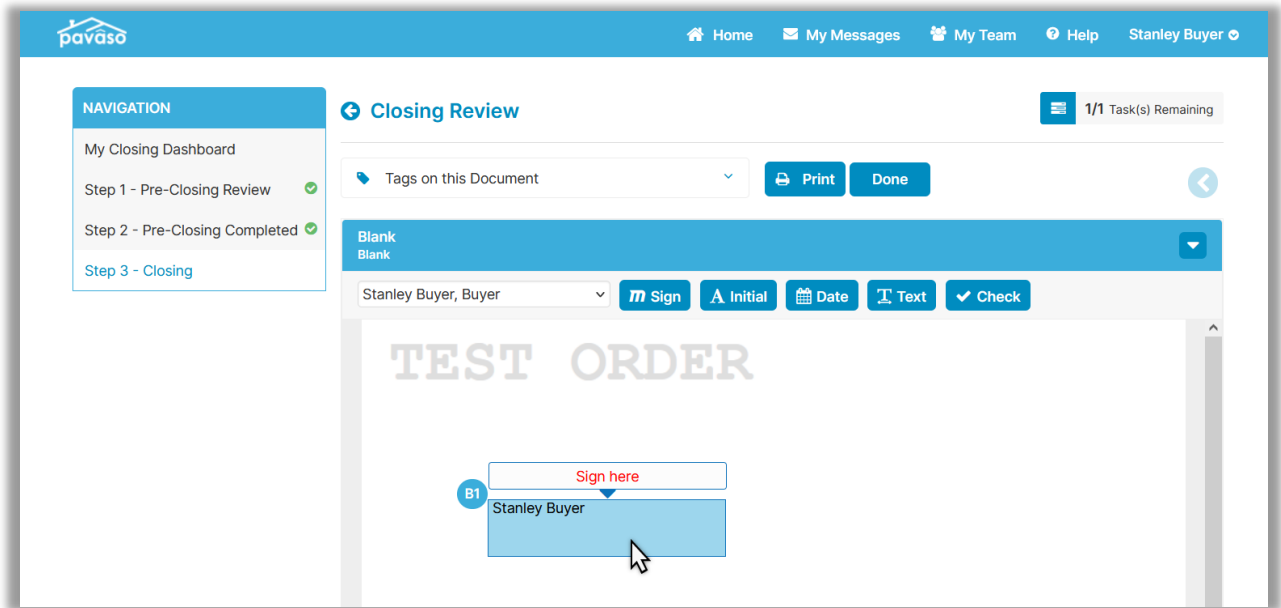 pavaso
Home My Messages My Team Help Stanley Buyer
NAVIGATION
My Closing Dashboard
Step 1 - Pre-Closing Review
Step 2 - Pre-Closing Completed
Step 3 - Closing
Closing Review
1/1 Task(s) Remaining
Tags on this Document
Print Done
Blank
Blank
Stanley Buyer, Buyer
Sign A Initial Date T Text Check
TEST ORDER
Sign here
B1
Stanley Buyer